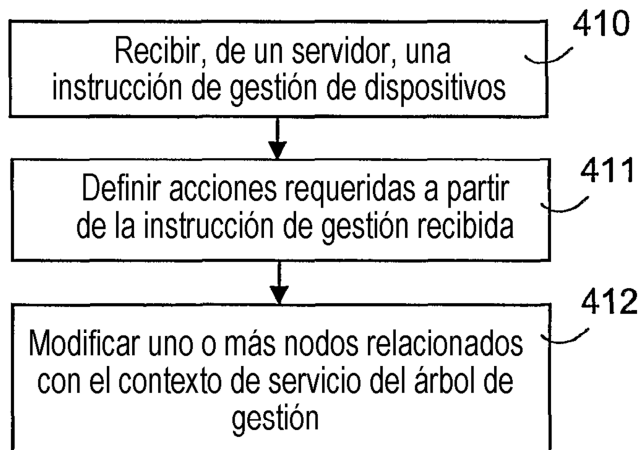 410
Recibir, de un servidor, una
instrucción de gestión de dispositivos
411
Definir acciones requeridas a partir
de la instrucción de gestión recibida
412
Modificar uno o más nodos relacionados
con el contexto de servicio del árbol de
gestión